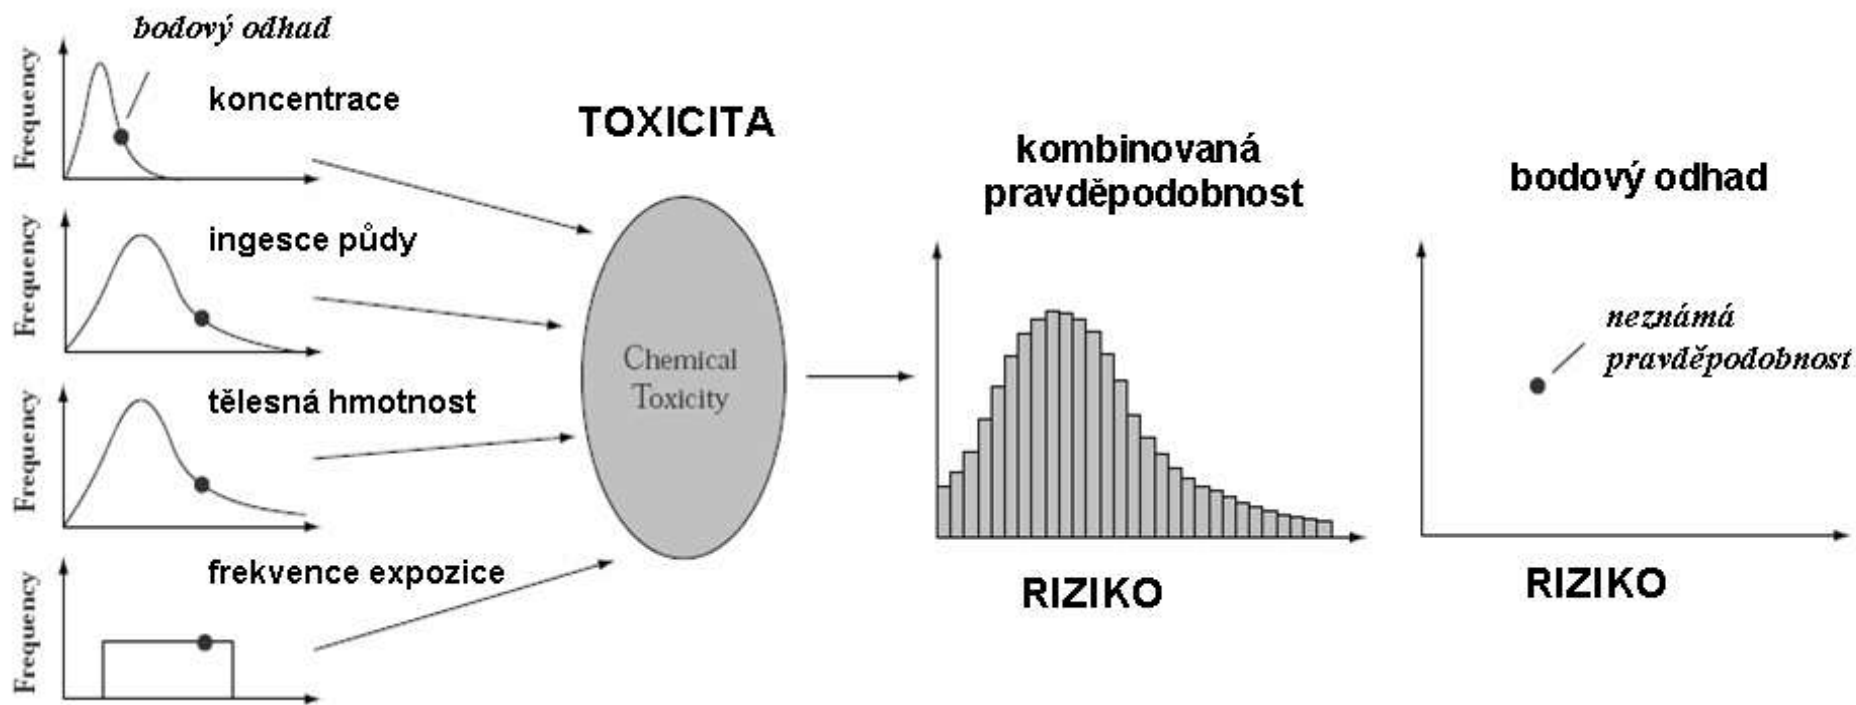 bodový odhad
Frequency
koncentrace
Frequency
ingesce půdy
Frequency
tělesná hmotnost
Frequency
frekvence expozice
TOXICITA
Chemical
Toxicity
kombinovaná
pravděpodobnost
RIZIKO
bodový odhad
neznámá
pravděpodobnost
RIZIKO